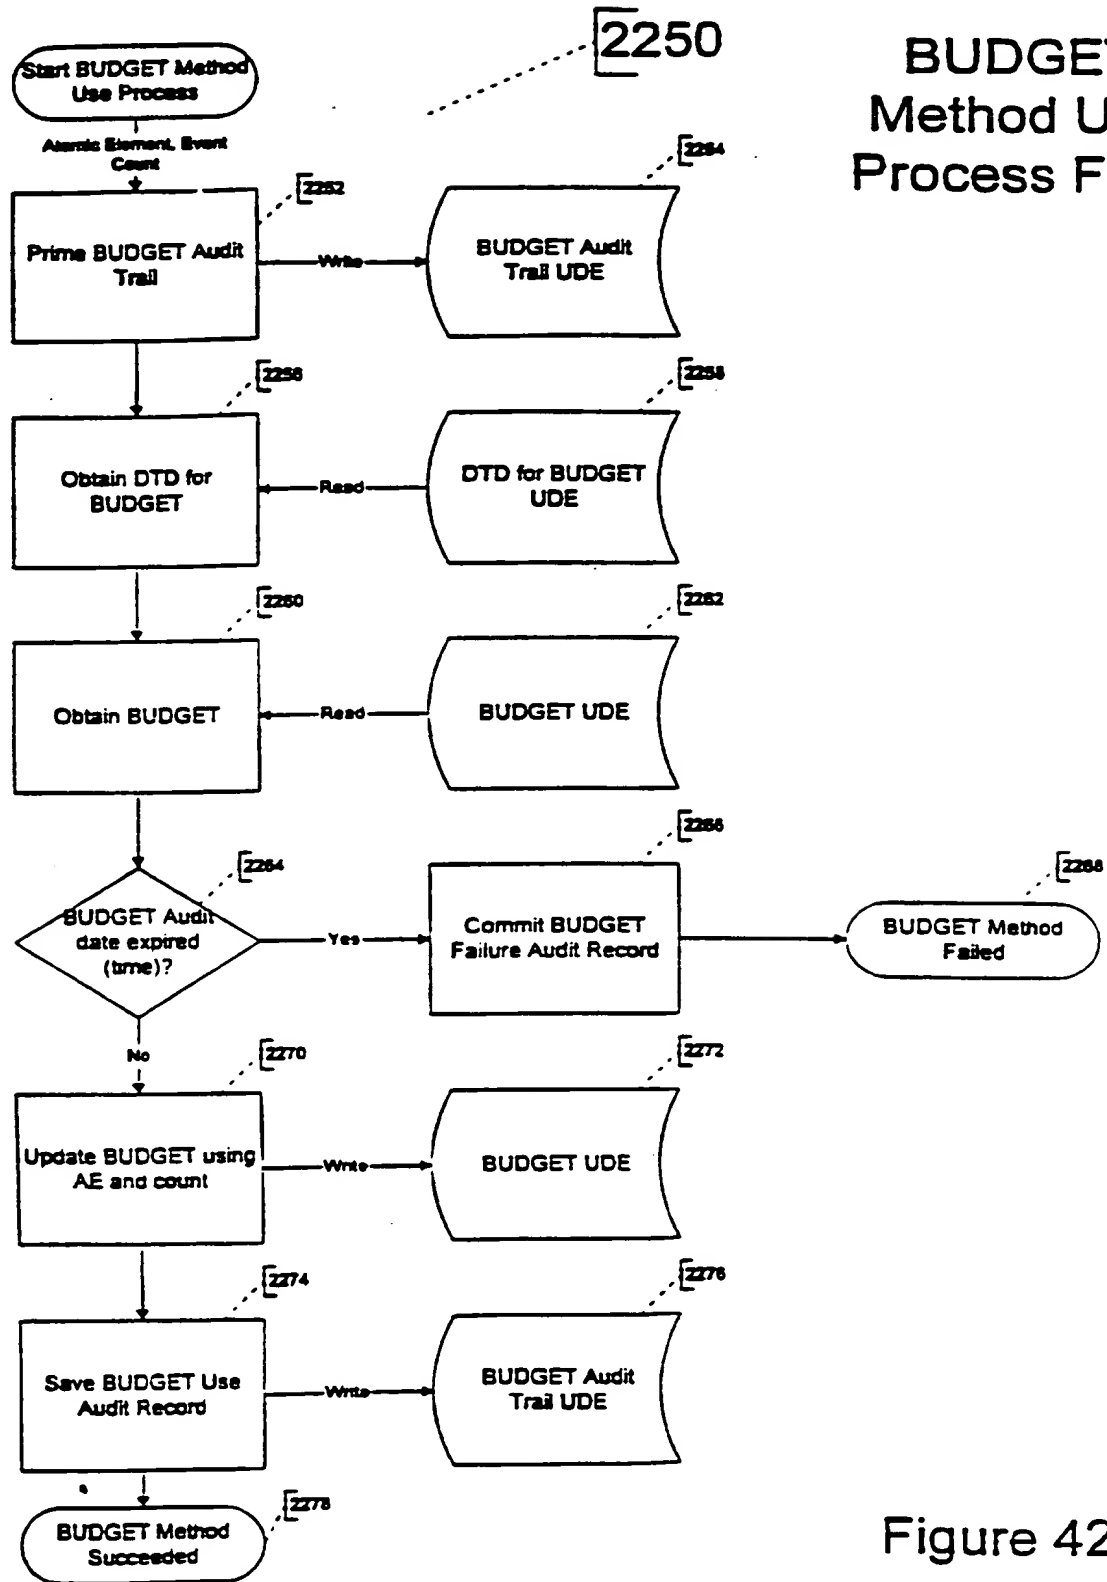 2250
BUDGET
Method U
Process F
Start BUDGET Method
Use Process
Atomic Element, Event
Count
2252
2254
Prime BUDGET Audit
Trail
Write
BUDGET Audit
Trail UDE
2256
2258
Obtain DTD for
BUDGET
Read
DTD for BUDGET
UDE
2260
2262
Obtain BUDGET
Read
BUDGET UDE
2264
2266
2268
BUDGET Audit
date expired
(time)?
Yes
Commit BUDGET
Failure Audit Record
BUDGET Method
Failed
No
2270
2272
Update BUDGET using
AE and count
Write
BUDGET UDE
2274
2276
Save BUDGET Use
Audit Record
Write
BUDGET Audit
Trail UDE
2278
BUDGET Method
Succeeded
Figure 42